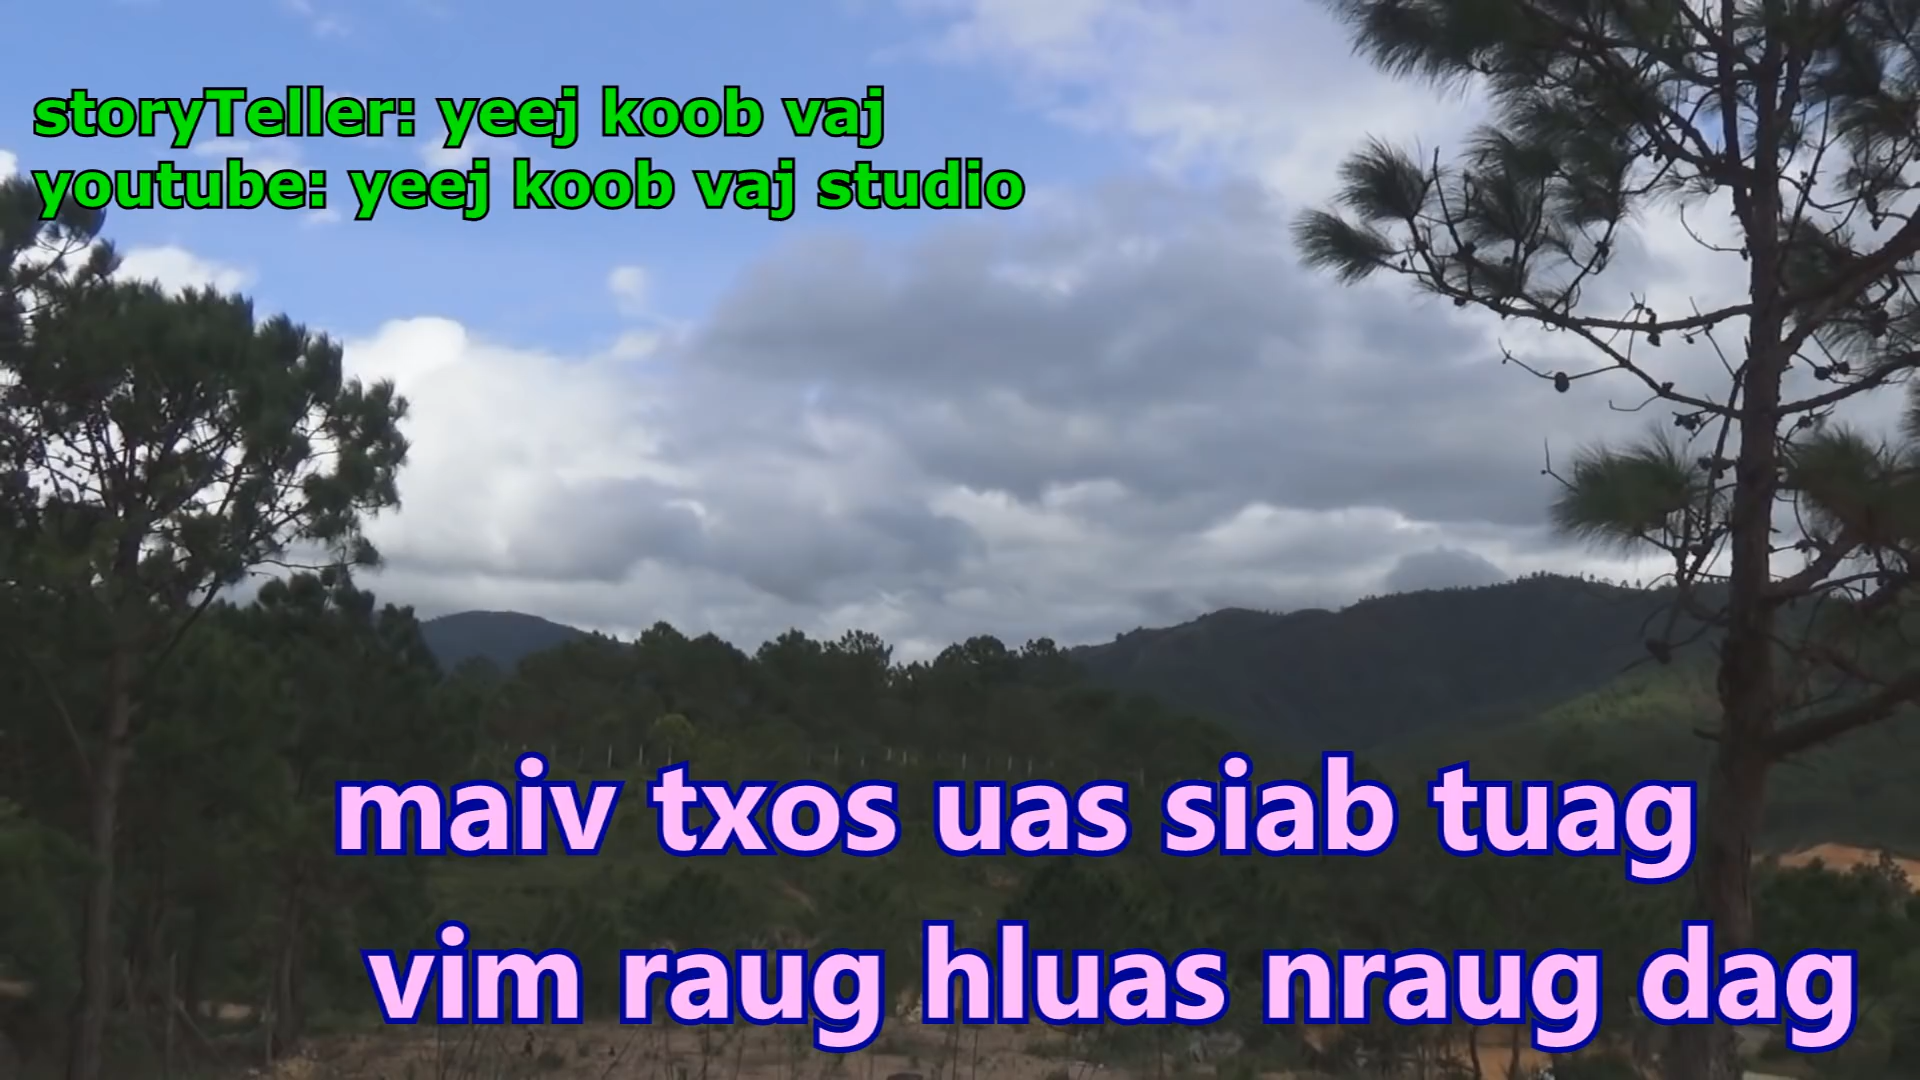 storyTeller: yeej koob vaj
youtube: yeej koob vaj studio
maiv txos uas siab tuag
vim raug hluas nraug dag